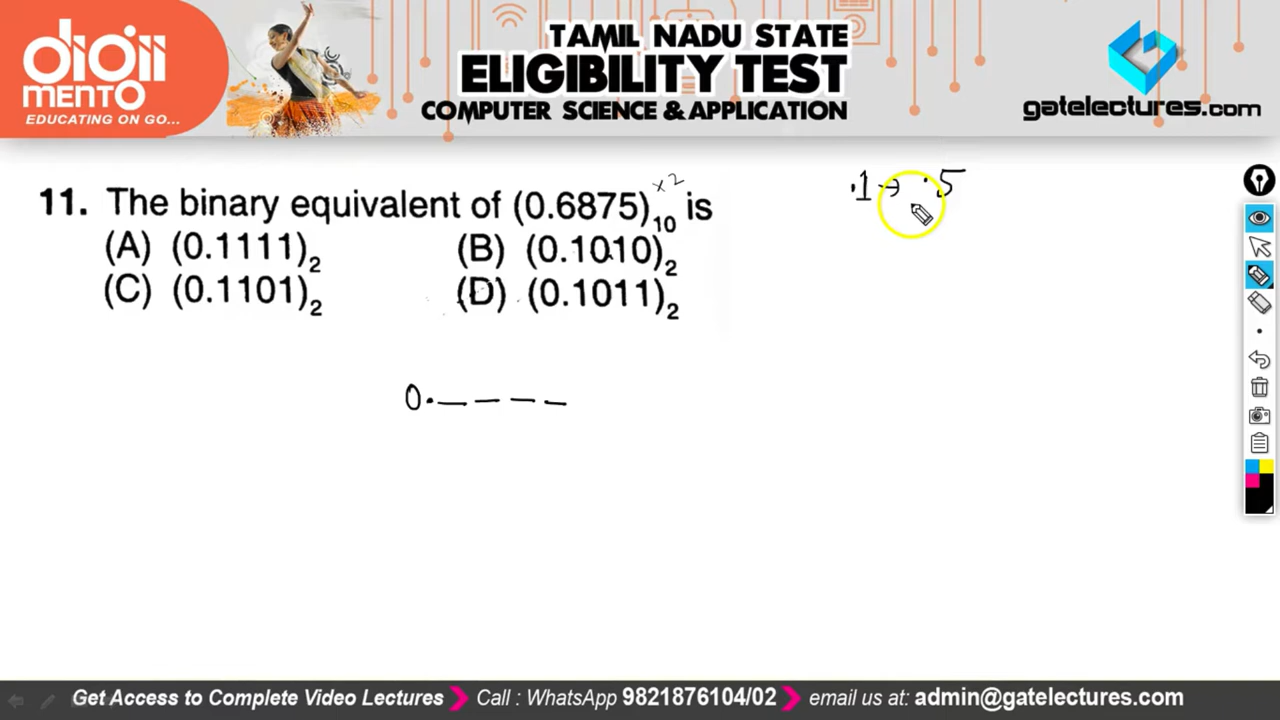 digii
mento
EDUCATING ON GO...
TAMIL NADU STATE
ELIGIBILITY TEST
COMPUTER SCIENCE & APPLICATION
gatelectures.com
.1→ .5
x2
11. The binary equivalent of (0.6875)10 is
(A) (0.1111)2 (B) (0.1010)2
(C) (0.1101)2 (D) (0.1011)2
0. _ _ _ _
Get Access to Complete Video Lectures Call : WhatsApp 9821876104/02 email us at: admin@gatelectures.com